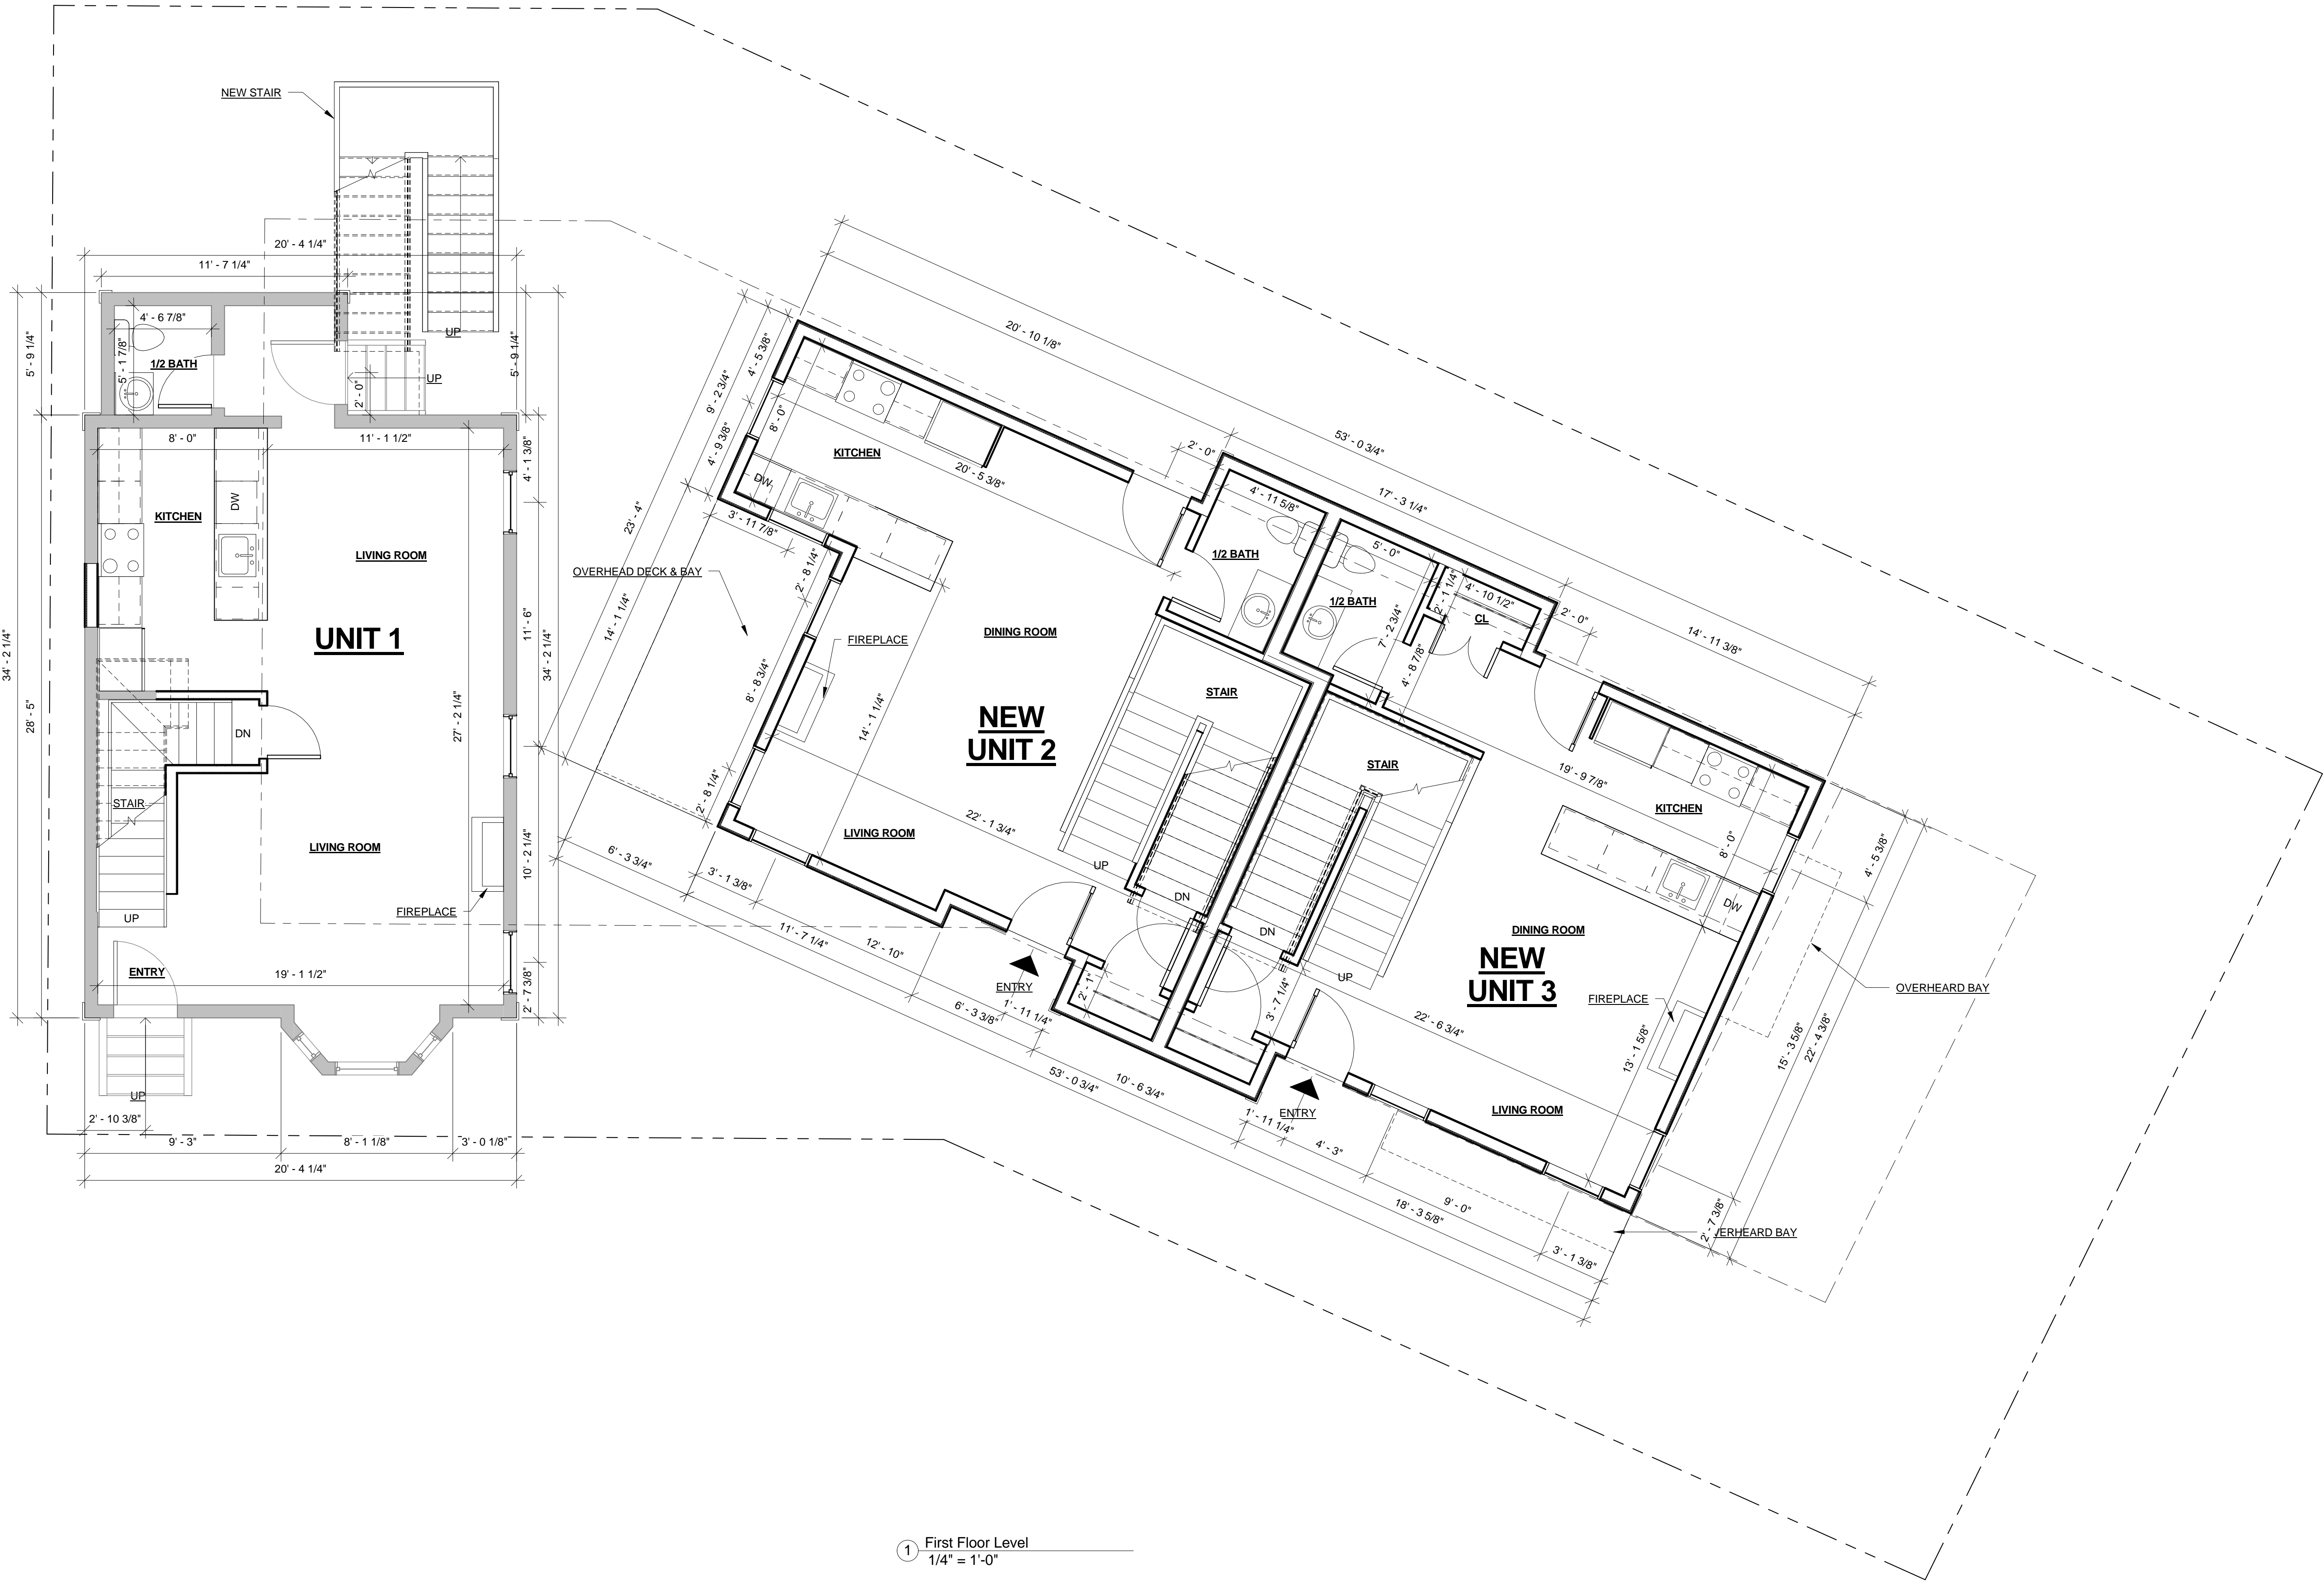 NEW STAIR
20' - 4 1/4"
11' - 7 1/4"
4' - 6 7/8"
5' - 1 7/8"
1/2 BATH
5' - 9 1/4"
5' - 9 1/4"
UP
UP
2' - 0"
8' - 0"
11' - 1 1/2"
4' - 1 3/8"
DW
KITCHEN
LIVING ROOM
UNIT 1
11' - 6"
34' - 2 1/4"
34' - 2 1/4"
28' - 5"
27' - 2 1/4"
DN
STAIR
LIVING ROOM
10' - 2 1/4"
FIREPLACE
UP
ENTRY
19' - 1 1/2"
2' - 7 3/8"
UP
2' - 10 3/8"
9' - 3"
8' - 1 1/8"
3' - 0 1/8"
20' - 4 1/4"
20' - 10 1/8"
53' - 0 3/4"
4' - 5 3/8"
9' - 2 3/4"
8' - 0"
4' - 9 3/8"
23' - 4"
KITCHEN
20' - 5 3/8"
DW
3' - 11 7/8"
2' - 8 1/4"
OVERHEAD DECK & BAY
14' - 1 1/4"
FIREPLACE
8' - 8 3/4"
14' - 1 1/4"
2' - 8 1/4"
DINING ROOM
NEW
UNIT 2
LIVING ROOM
22' - 1 3/4"
2' - 0"
17' - 3 1/4"
4' - 11 5/8"
1/2 BATH
5' - 0"
1/2 BATH
2' - 1 1/4"
4' - 10 1/2"
CL
2' - 0"
7' - 2 3/4"
4' - 8 7/8"
14' - 11 3/8"
STAIR
STAIR
UP
DN
DN
UP
19' - 9 7/8"
KITCHEN
8' - 0"
4' - 5 3/8"
DW
DINING ROOM
NEW
UNIT 3
FIREPLACE
OVERHEARD BAY
22' - 6 3/4"
13' - 1 5/8"
15' - 3 5/8"
22' - 4 3/8"
LIVING ROOM
6' - 3 3/4"
3' - 1 3/8"
11' - 7 1/4"
12' - 10"
ENTRY
2' - 1"
6' - 3 3/8"
1' - 11 1/4"
3' - 7 1/4"
53' - 0 3/4"
10' - 6 3/4"
ENTRY
1' - 11 1/4"
4' - 3"
9' - 0"
18' - 3 5/8"
3' - 1 3/8"
2' - 7 3/8"
VERHEARD BAY
1
First Floor Level
1/4" = 1'-0"